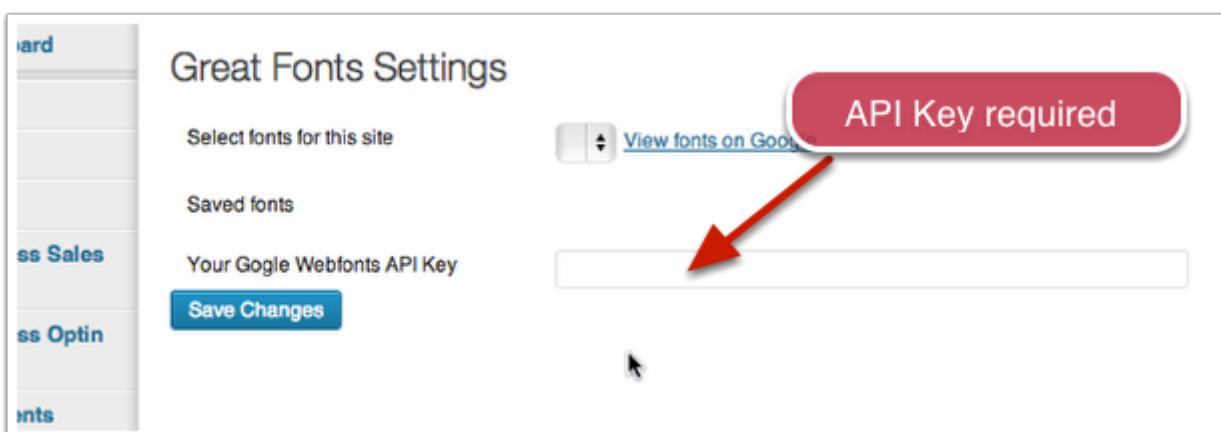 ard
Great Fonts Settings
API Key required
Select fonts for this site
View fonts on Google
Saved fonts
ss Sales
Your Gogle Webfonts API Key
Save Changes
ss Optin
ents